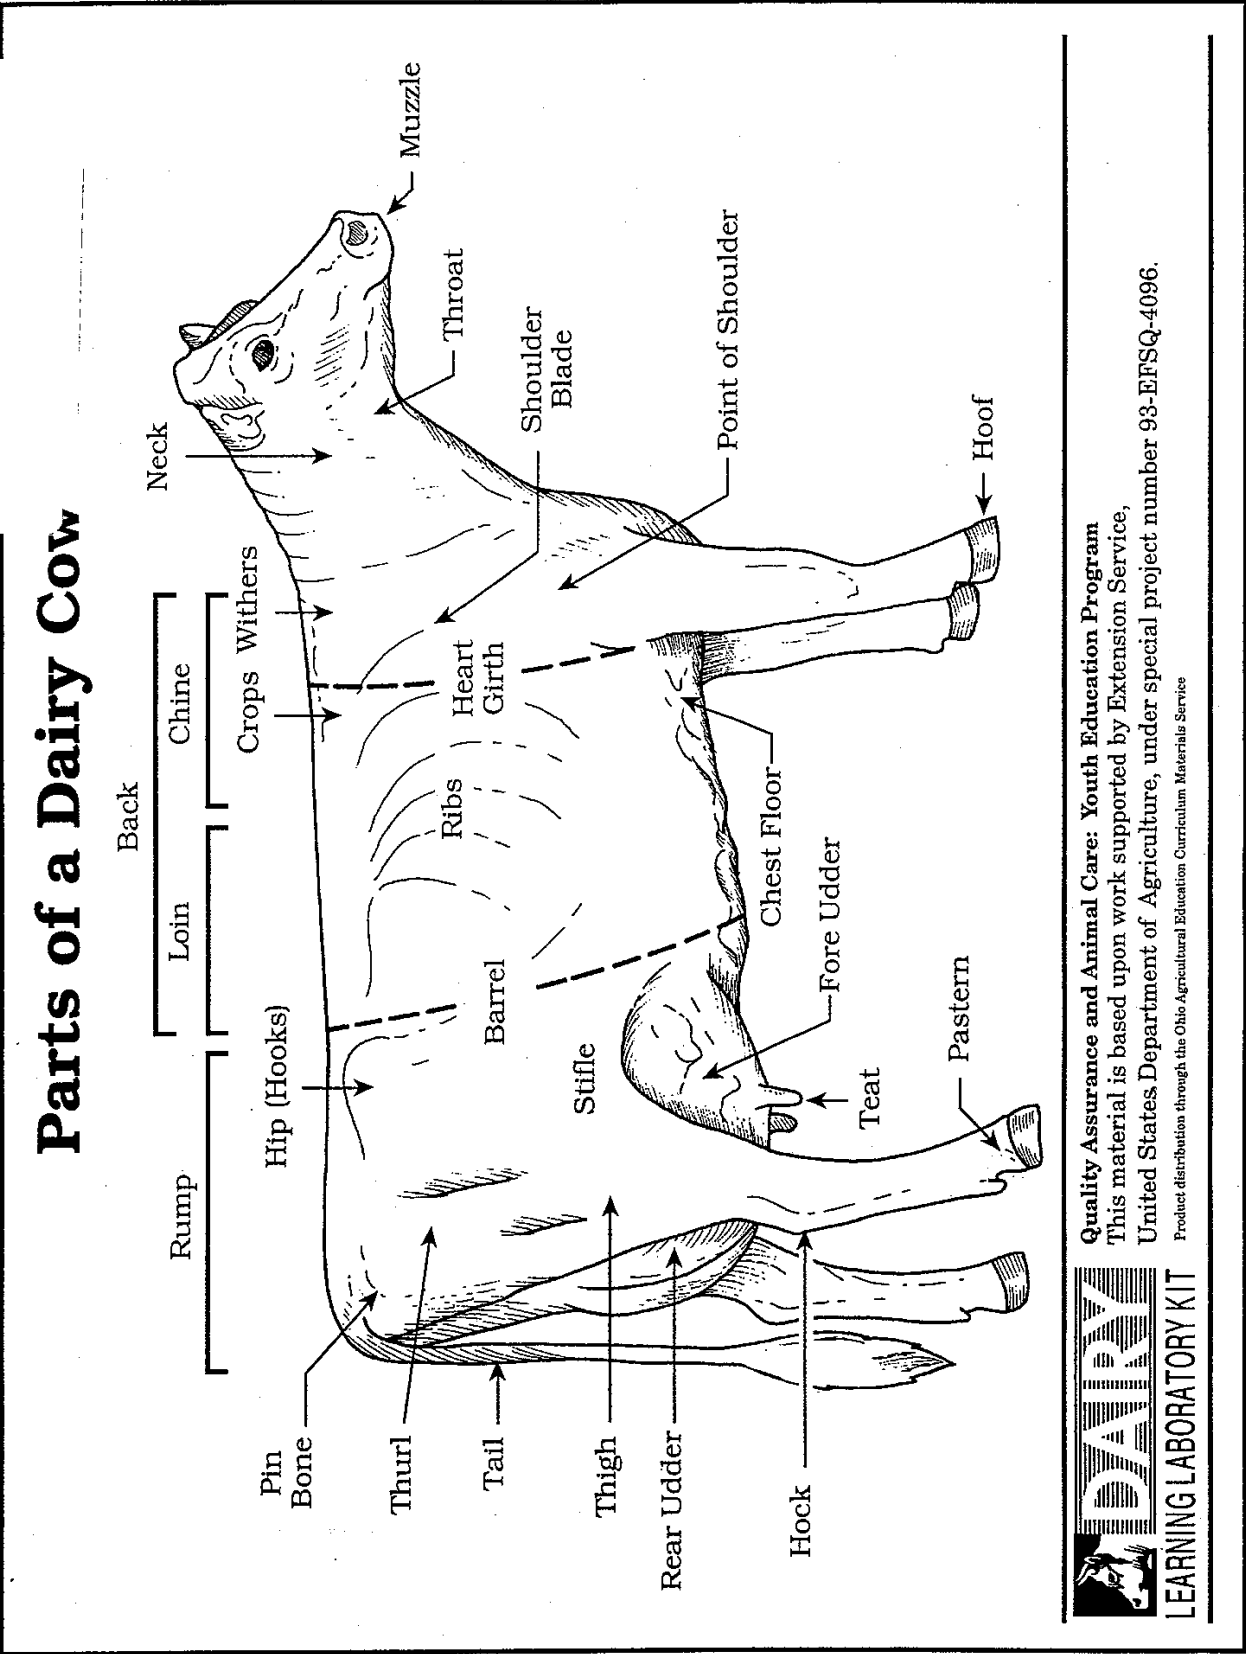 Parts of a Dairy Cow
Back
Rump
Loin
Chine
Neck
Hip (Hooks)
Crops
Withers
Muzzle
Pin
Bone
Thurl
Tail
Thigh
Rear Udder
Hock
Barrel
Ribs
Heart
Girth
Throat
Shoulder
Blade
Stifle
Point of Shoulder
Chest Floor
Fore Udder
Teat
Pastern
Hoof
DAIRY
LEARNING LABORATORY KIT
Quality Assurance and Animal Care: Youth Education Program
This material is based upon work supported by Extension Service,
United States Department of Agriculture, under special project number 93-EFSQ-4096.
Product distribution through the Ohio Agricultural Education Curriculum Materials Service